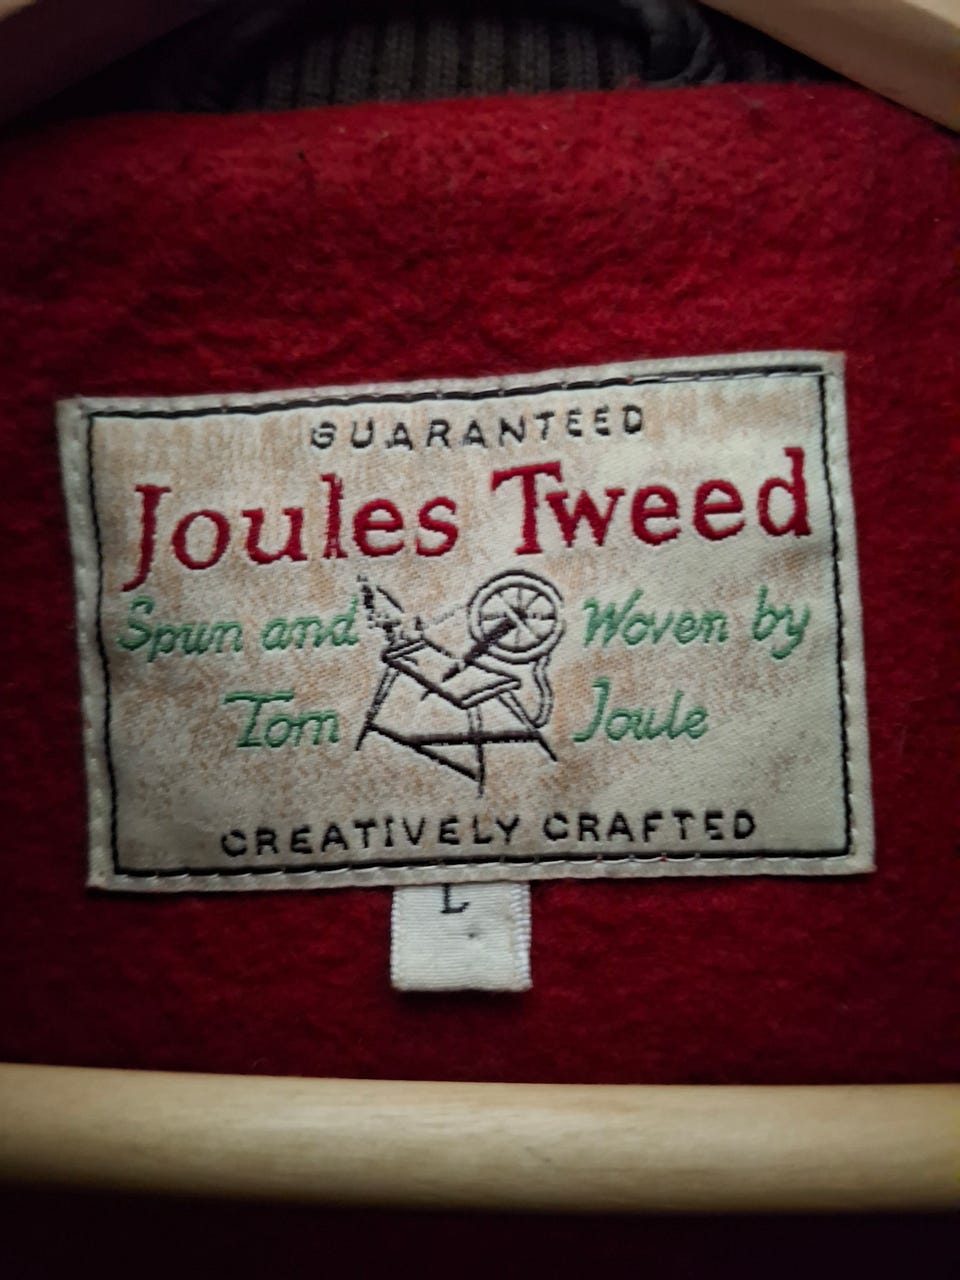 GUARANTEED
Joules Tweed
Spun and Woven by
Tom Joule
CREATIVELY CRAFTED
L